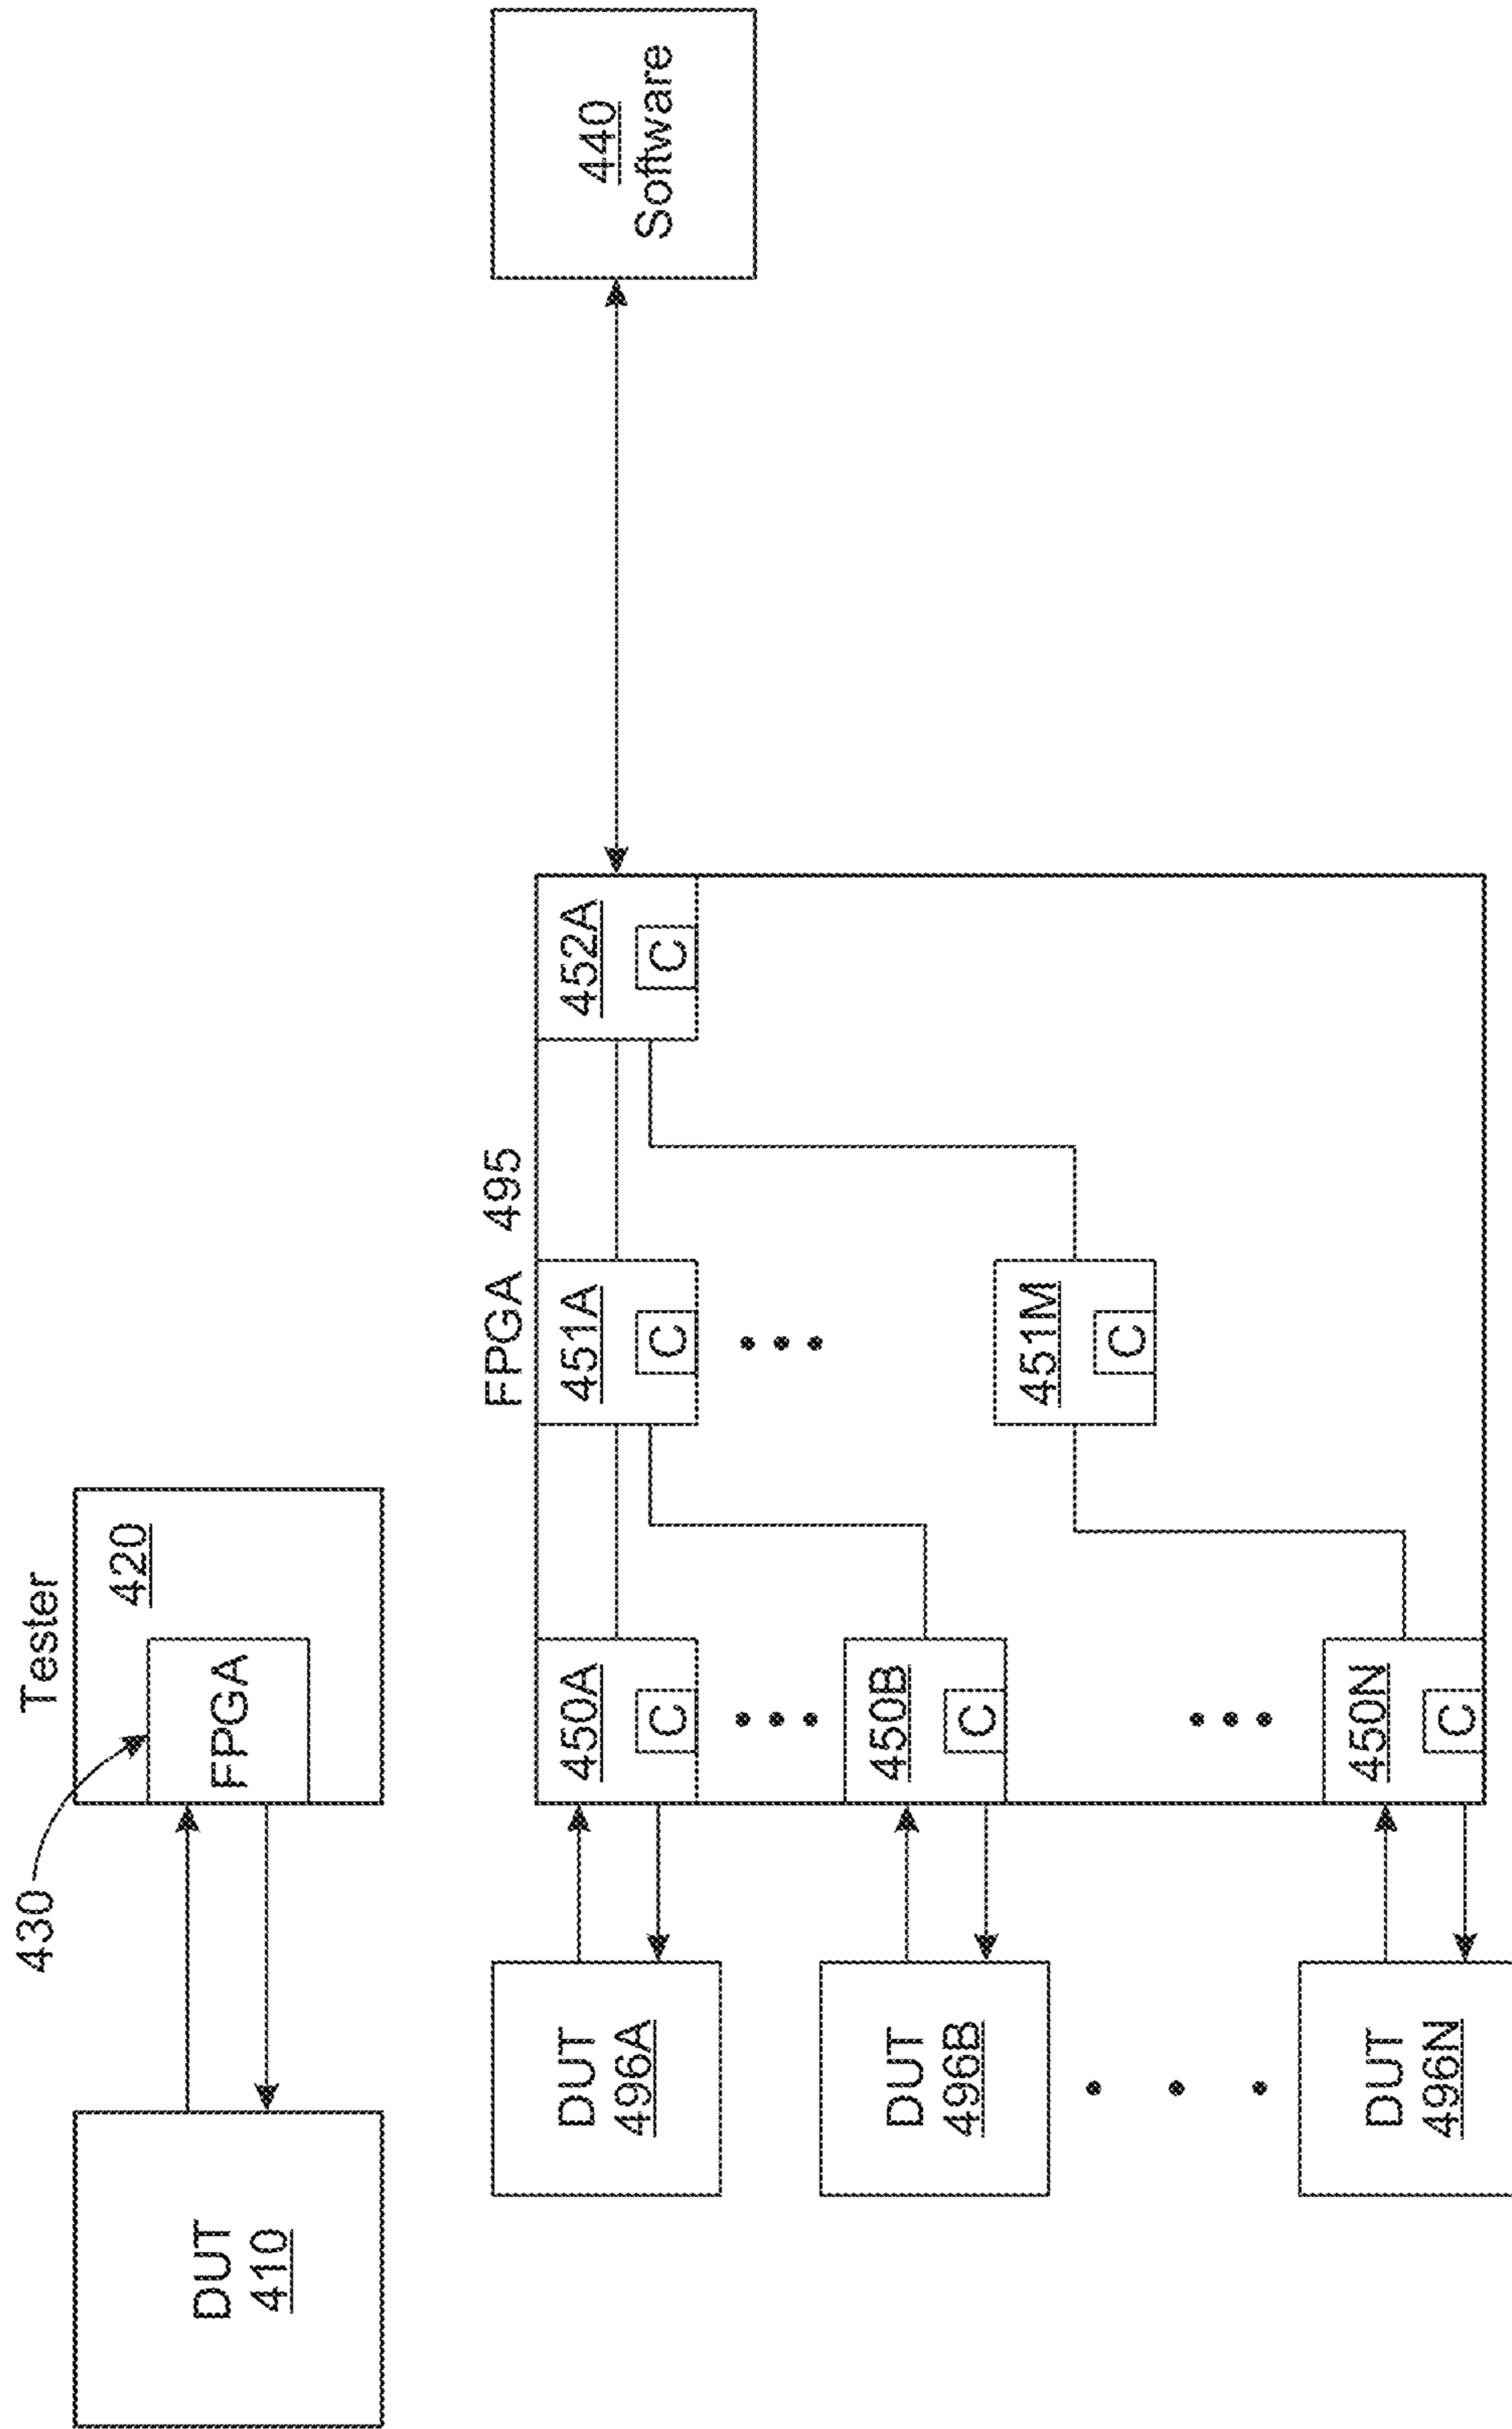 Tester
430
420
FPGA
DUT
410
FPGA 495
440
Software
DUT
496A
450A
C
451A
C
452A
C
DUT
496B
450B
C
451M
C
DUT
496N
450N
C